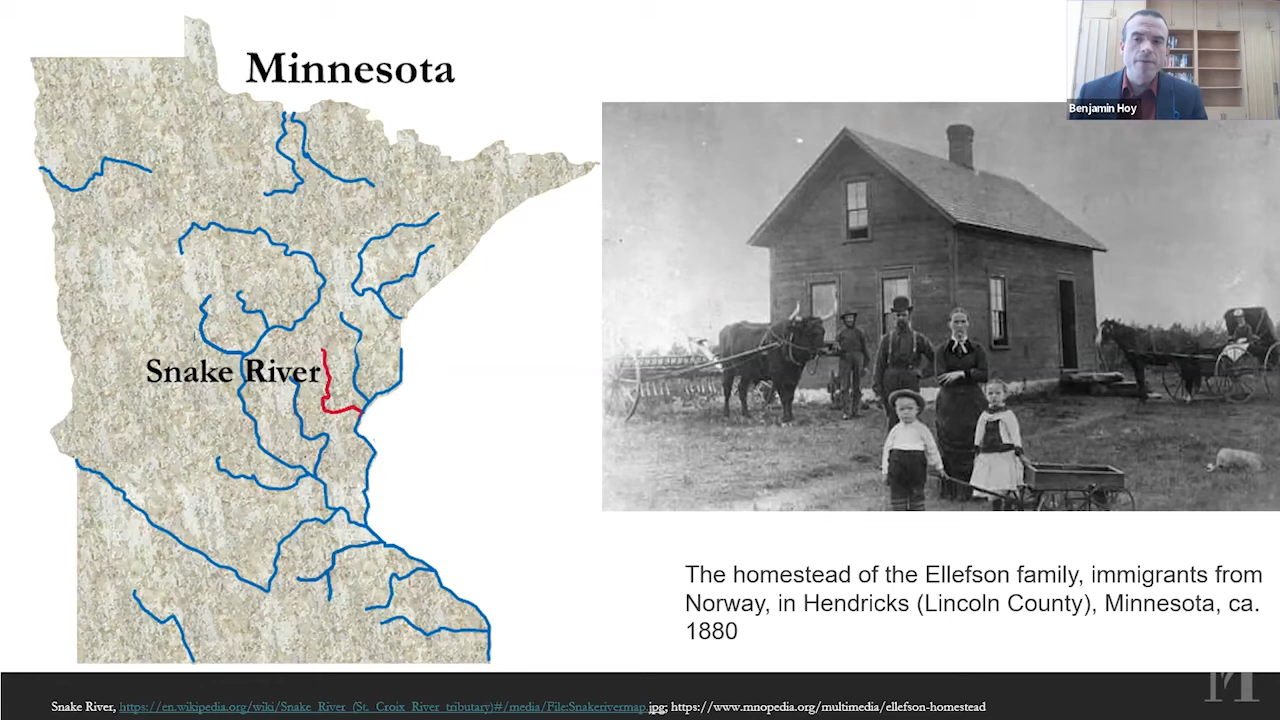 Minnesota
Benjamin Hoy
Snake River
The homestead of the Ellefson family, immigrants from
Norway, in Hendricks (Lincoln County), Minnesota, ca.
1880
M
Snake River, https://en.wikipedia.org/wiki/Snake_River_(St._Croix_River_tributary)#/media/File:Snakerivermap.jpg; https://www.mnopedia.org/multimedia/ellefson-homestead